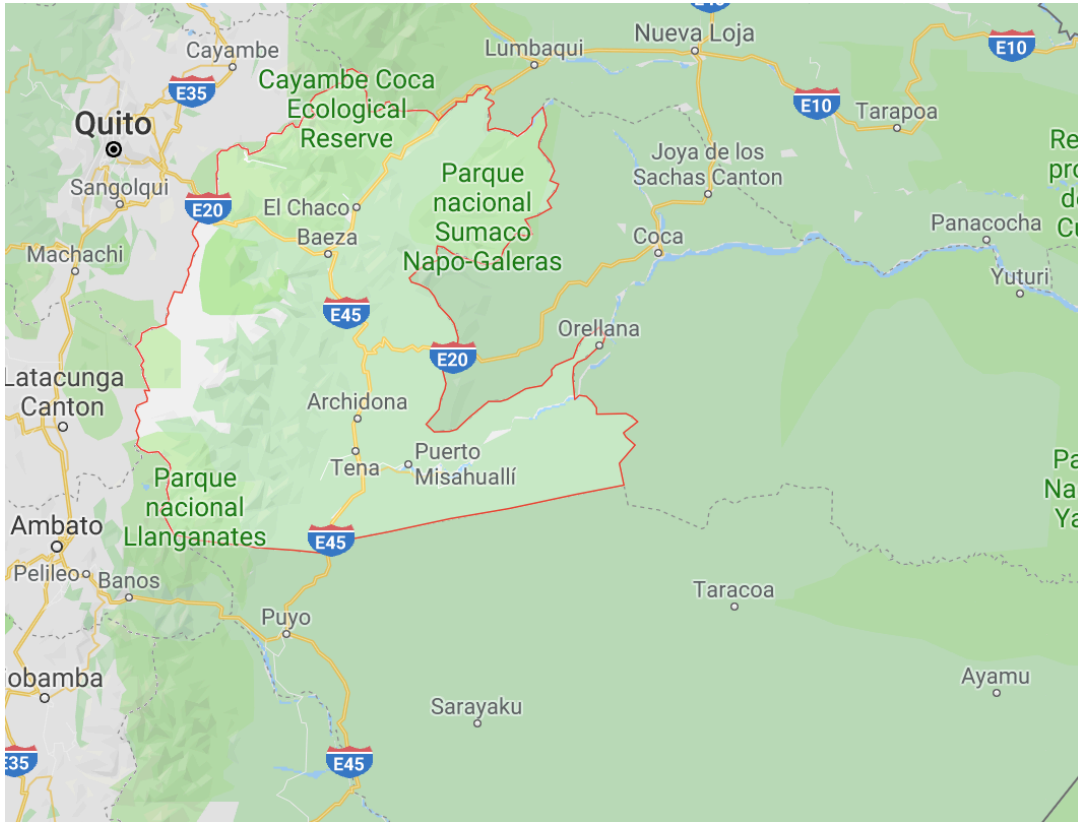 Cayambe
Lumbaqui
Nueva Loja
E10
E35
Cayambe Coca
Ecological
Reserve
E10
Tarapoa
Quito
Joya de los
Sachas Canton
Parque
nacional
Sumaco
Napo-Galeras
Sangolqui
E20
El Chaco
Baeza
Coca
Panacocha
Machachi
Yuturi
E45
Orellana
E20
Latacunga
Canton
Archidona
Tena
Puerto
Misahuallí
Parque
nacional
Llanganates
Ambato
E45
Pelileo
Banos
Taracoa
Puyo
Ayamu
Sarayaku
iobamba
E35
E45